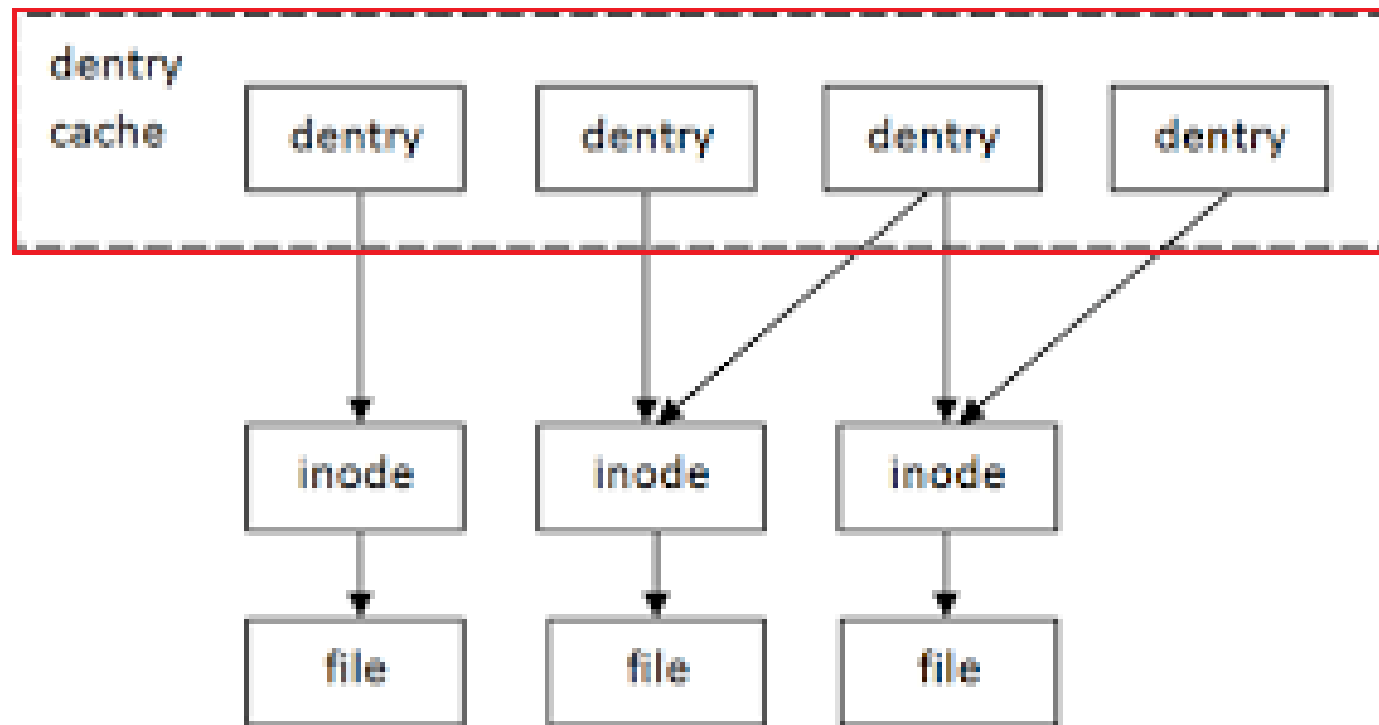 dentry
cache
dentry dentry dentry dentry
inode inode inode
file file file